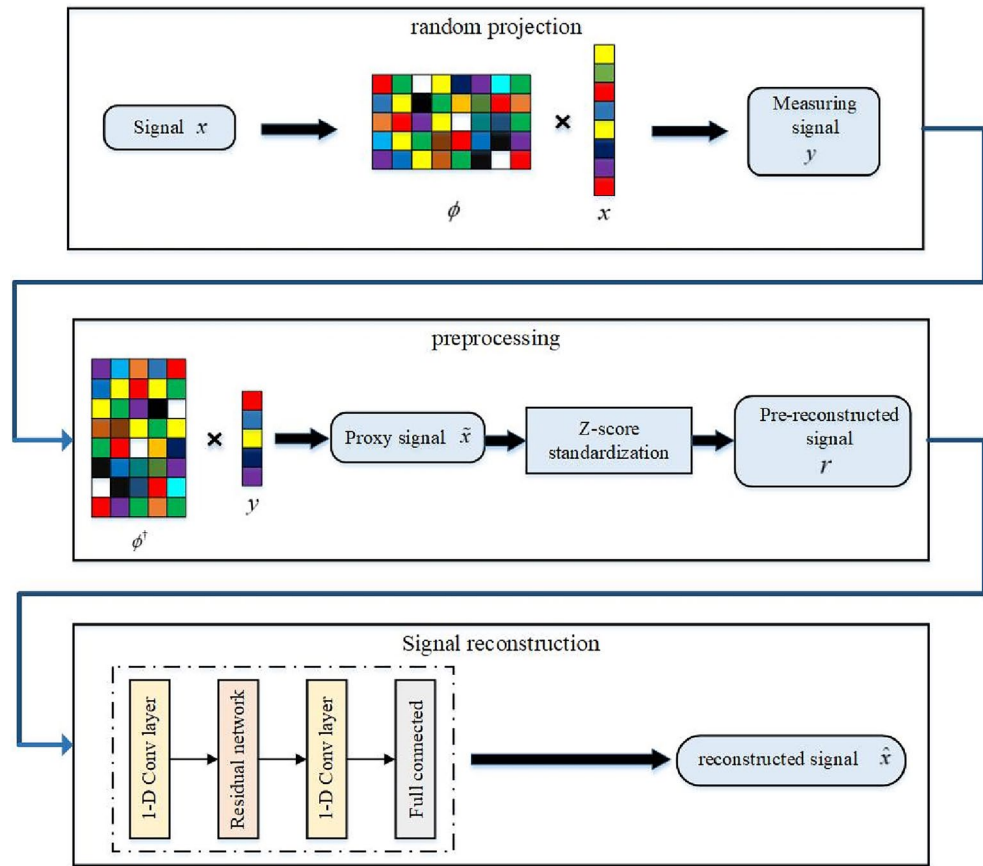 random projection
Signal x
×
Measuring
signal
y
ϕ
x
preprocessing
×
Proxy signal x̃
Z-score
standardization
Pre-reconstructed
signal
r
y
ϕ†
Signal reconstruction
1-D Conv layer
Residual network
1-D Conv layer
Full connected
reconstructed signal x̂